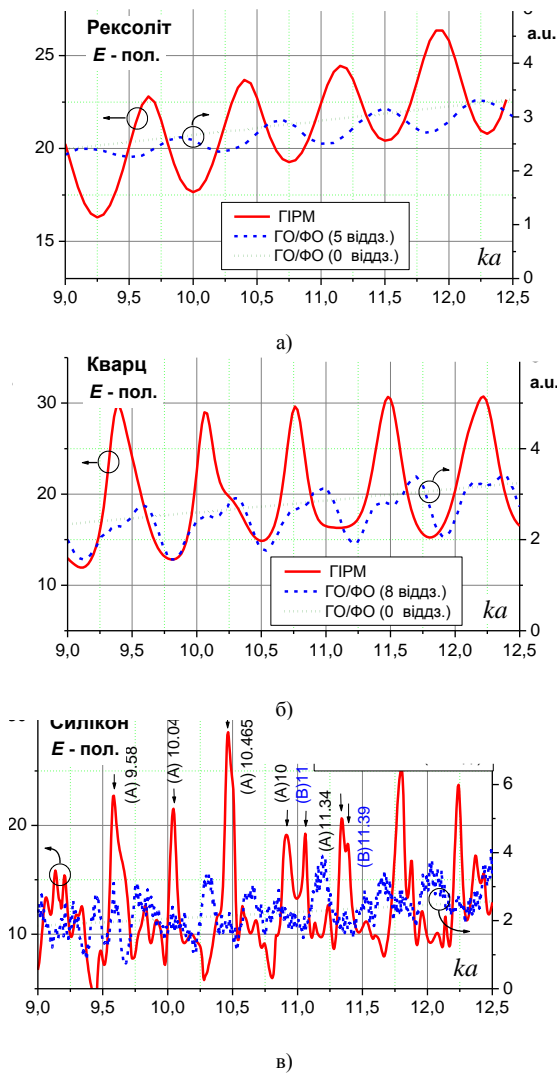 Рексоліт
Е - пол.
a.u.
25
20
15
5
4
3
2
1
0
ГІРМ
ГО/ФО (5 віддз.)
ГО/ФО (0 віддз.)
ka
9,0 9,5 10,0 10,5 11,0 11,5 12,0 12,5
а)
Кварц
Е - пол.
a.u.
30
20
10
4
2
0
ГІРМ
ГО/ФО (8 віддз.)
ГО/ФО (0 віддз.)
ka
9,0 9,5 10,0 10,5 11,0 11,5 12,0 12,5
б)
Силікон
Е - пол.
(A) 9.58
(A) 10.04
(A) 10.465
(A)10
(B)11
(A)11.34
(B)11.39
20
10
6
4
2
0
ka
9,0 9,5 10,0 10,5 11,0 11,5 12,0 12,5
в)